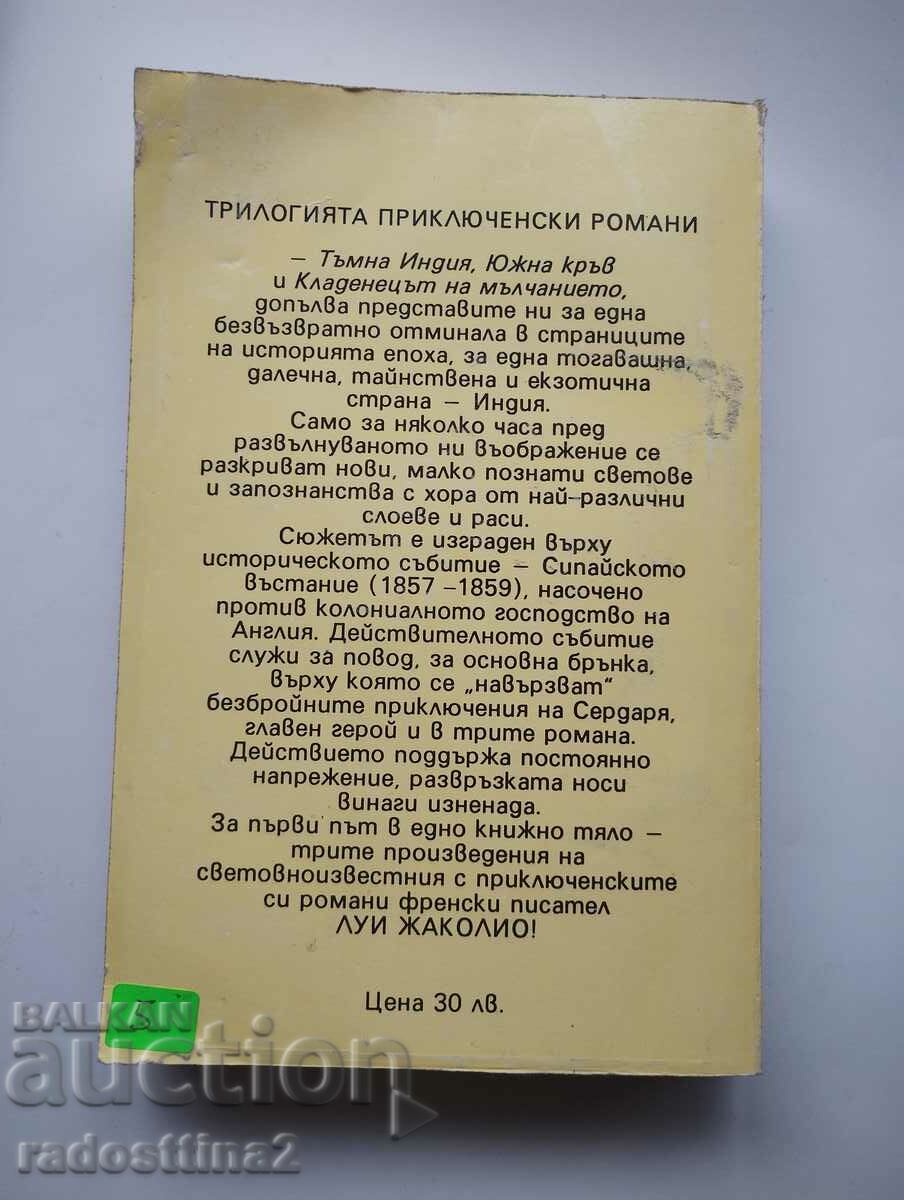 ТРИЛОГИЯТА ПРИКЛЮЧЕНСКИ РОМАНИ
– Тъмна Индия, Южна кръв
и Кладенецът на мълчанието,
допълва представите ни за една
безвъзвратно отминала в страниците
на историята епоха, за една тогавашна,
далечна, тайнствена и екзотична
страна – Индия.
Само за няколко часа пред
развълнуваното ни въображение се
разкриват нови, малко познати светове
и запознанства с хора от най-различни
слоеве и раси.
Сюжетът е изграден върху
историческото събитие – Сипайското
въстание (1857 –1859), насочено
против колониалното господство на
Англия. Действителното събитие
служи за повод, за основна брънка,
върху която се „навързват“
безбройните приключения на Сердаря,
главен герой и в трите романа.
Действието поддържа постоянно
напрежение, развръзката носи
винаги изненада.
За първи път в едно книжно тяло –
трите произведения на
световноизвестния с приключенските
си романи френски писател
ЛУИ ЖАКОЛИО!
Цена 30 лв.
5
BALKAN
auction
radosttina2